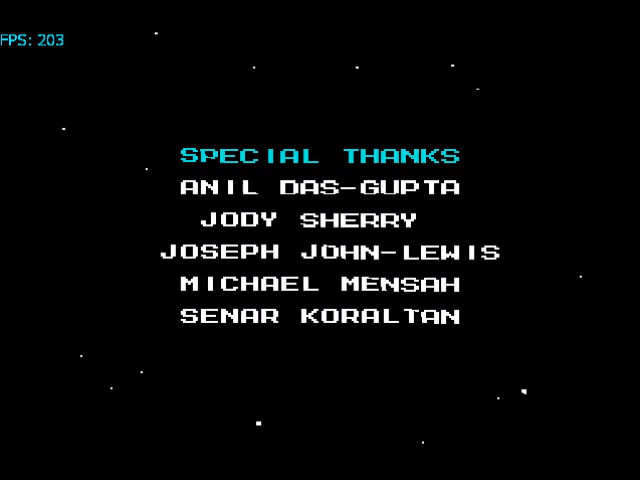 FPS: 203
SPECIAL THANKS
ANIL DAS-GUPTA
JODY SHERRY
JOSEPH JOHN-LEWIS
MICHAEL MENSAH
SENAR KORALTAN